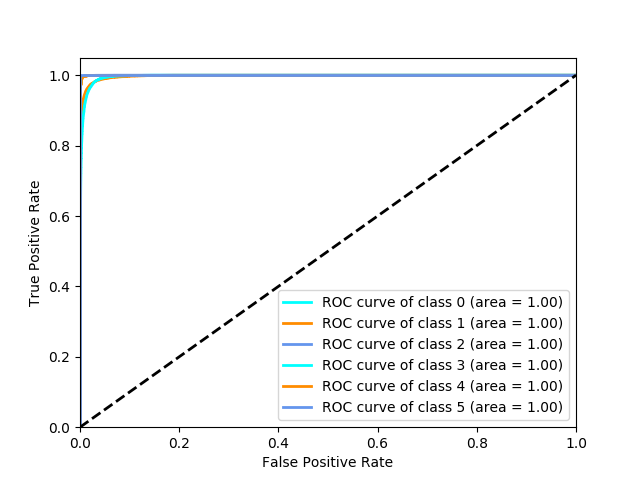 1.0
0.8
0.6
0.4
0.2
0.0
True Positive Rate
ROC curve of class 0 (area = 1.00)
ROC curve of class 1 (area = 1.00)
ROC curve of class 2 (area = 1.00)
ROC curve of class 3 (area = 1.00)
ROC curve of class 4 (area = 1.00)
ROC curve of class 5 (area = 1.00)
0.0 0.2 0.4 0.6 0.8 1.0
False Positive Rate